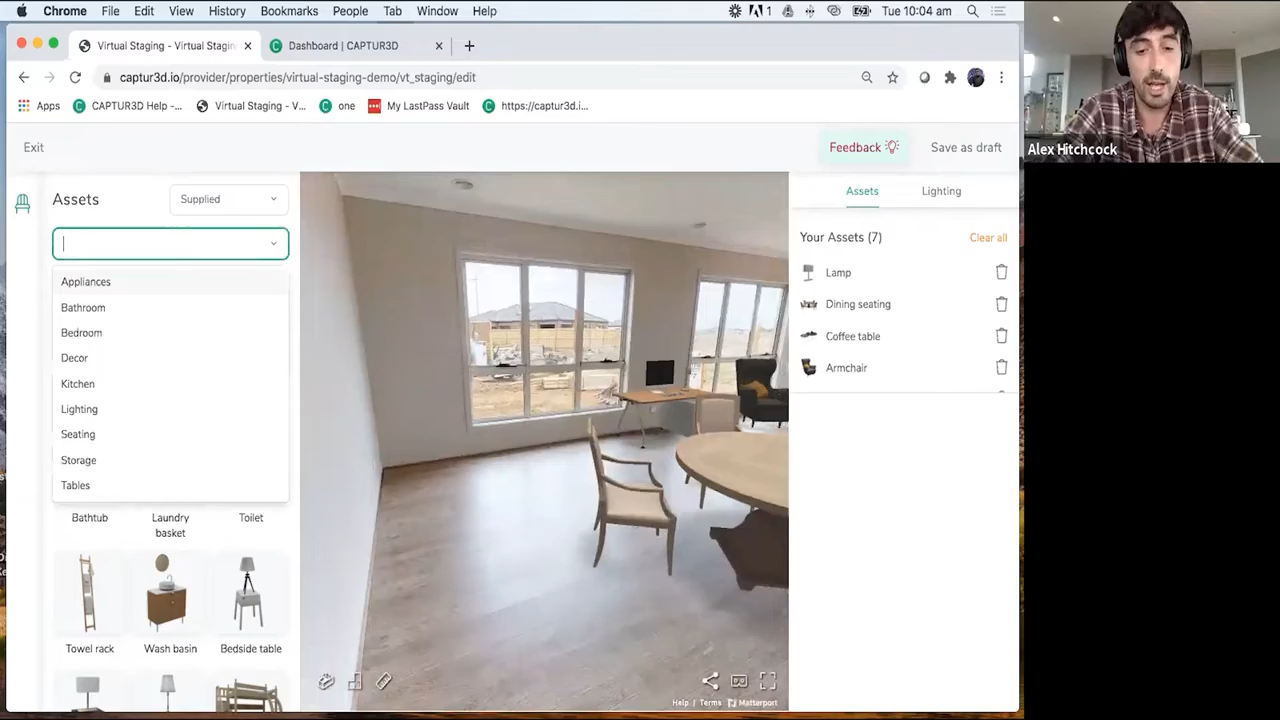 Chrome File Edit View History Bookmarks People Tab Window Help
1
Tue 10:04 am
Virtual Staging - Virtual Stagin
Dashboard | CAPTUR3D
captur3d.io/provider/properties/virtual-staging-demo/vt_staging/edit
Apps
CAPTUR3D Help -...
Virtual Staging - V...
one
My LastPass Vault
https://captur3d.io...
Exit
Feedback
Save as draft
Alex Hitchcock
Assets
Supplied
Appliances
Bathroom
Bedroom
Decor
Kitchen
Lighting
Seating
Storage
Tables
Bathtub
Laundry
basket
Toilet
Towel rack
Wash basin
Bedside table
Assets
Lighting
Your Assets (7)
Clear all
Lamp
Dining seating
Coffee table
Armchair
Help | Terms
Matterport